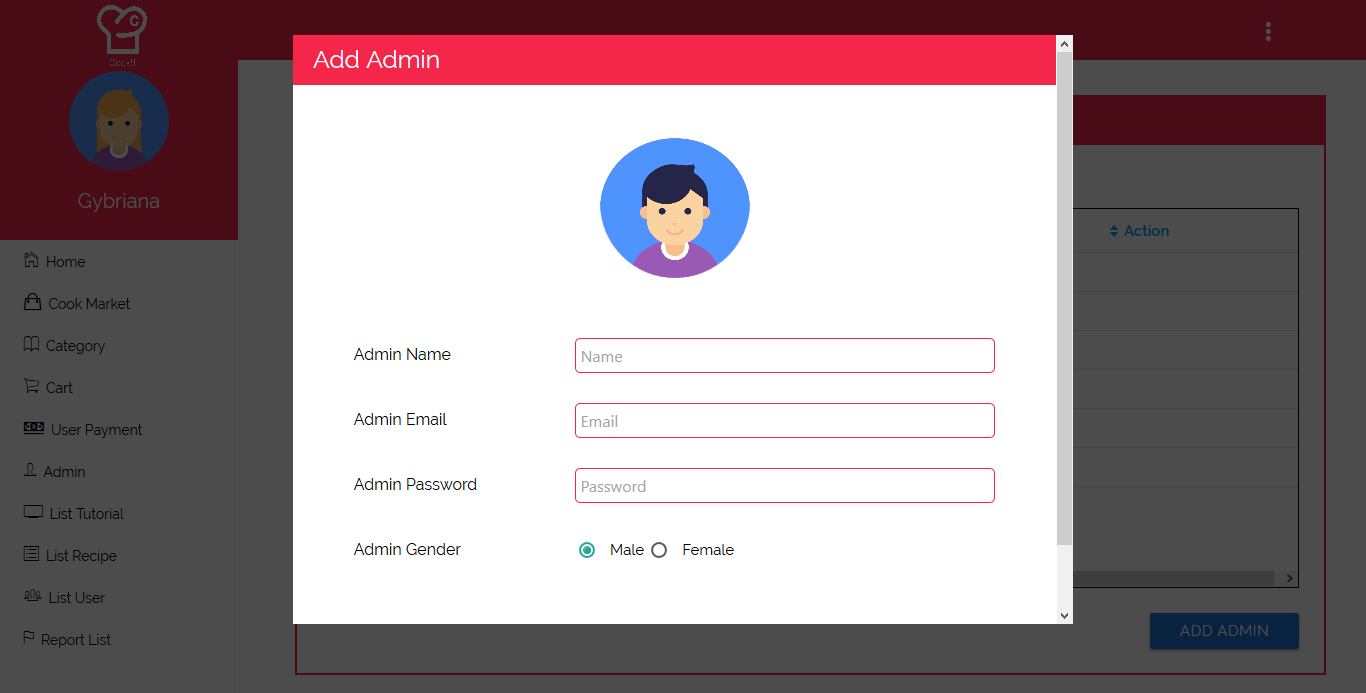 C
Cook!!
Gybriana
Home
Cook Market
Category
Cart
User Payment
Admin
List Tutorial
List Recipe
List User
Report List
Add Admin
Admin Name
Name
Admin Email
Email
Admin Password
Password
Admin Gender
Male Female
Action
ADD ADMIN